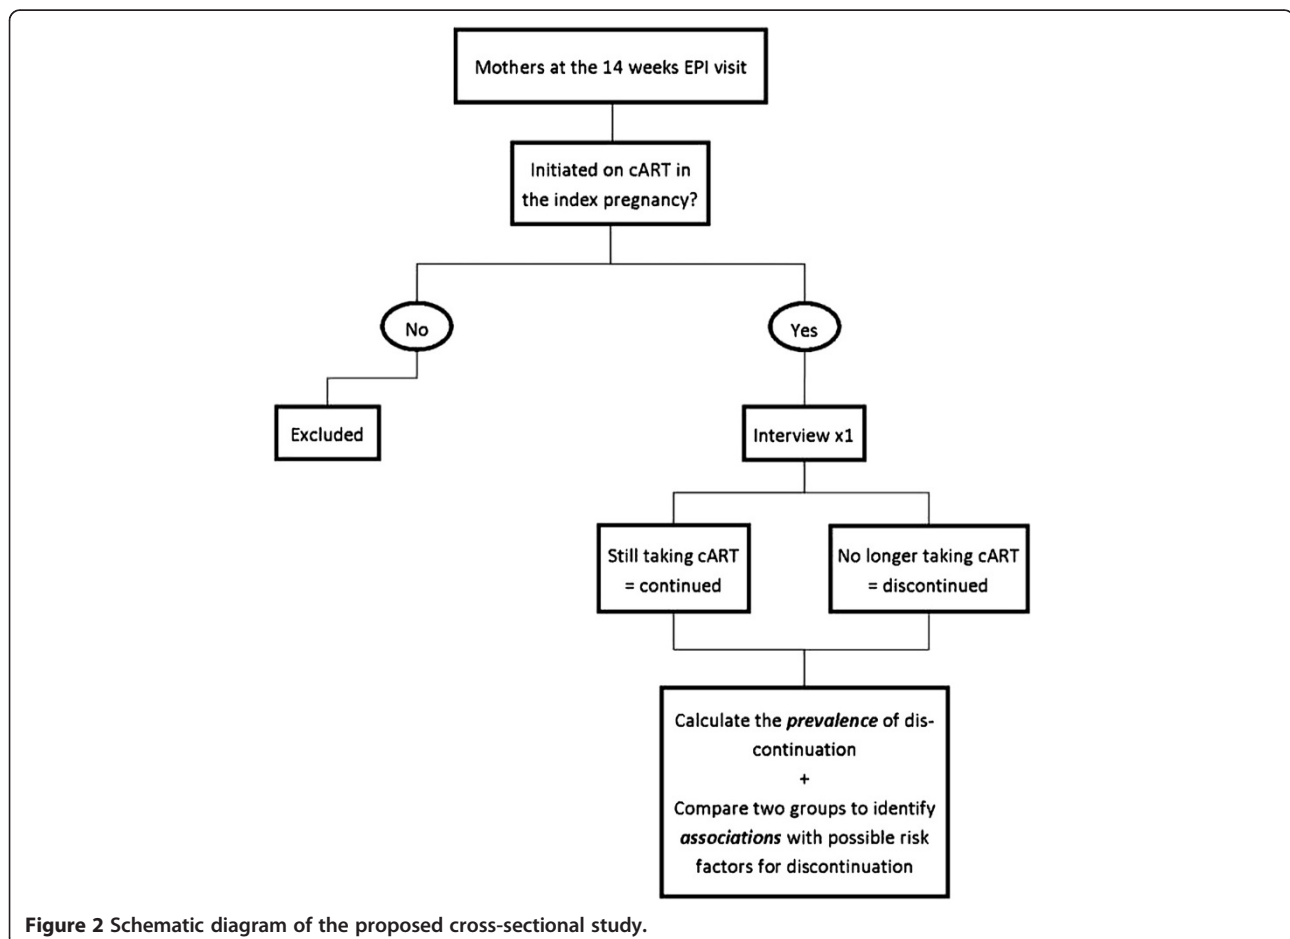 Mothers at the 14 weeks EPI visit
Initiated on cART in
the index pregnancy?
No
Yes
Excluded
Interview x1
Still taking cART
= continued
No longer taking cART
= discontinued
Calculate the prevalence of dis-
continuation
+
Compare two groups to identify
associations with possible risk
factors for discontinuation
Figure 2 Schematic diagram of the proposed cross-sectional study.